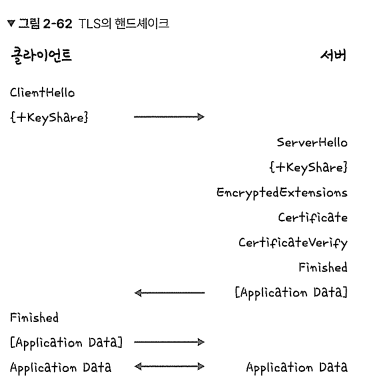 ▼ 그림 2-62 TLS의 핸드셰이크
클라이언트 서버
ClientHello
{+KeyShare}
ServerHello
{+KeyShare}
EncryptedExtensions
Certificate
CertificateVerify
Finished
[Application Data]
Finished
[Application Data]
Application Data Application Data